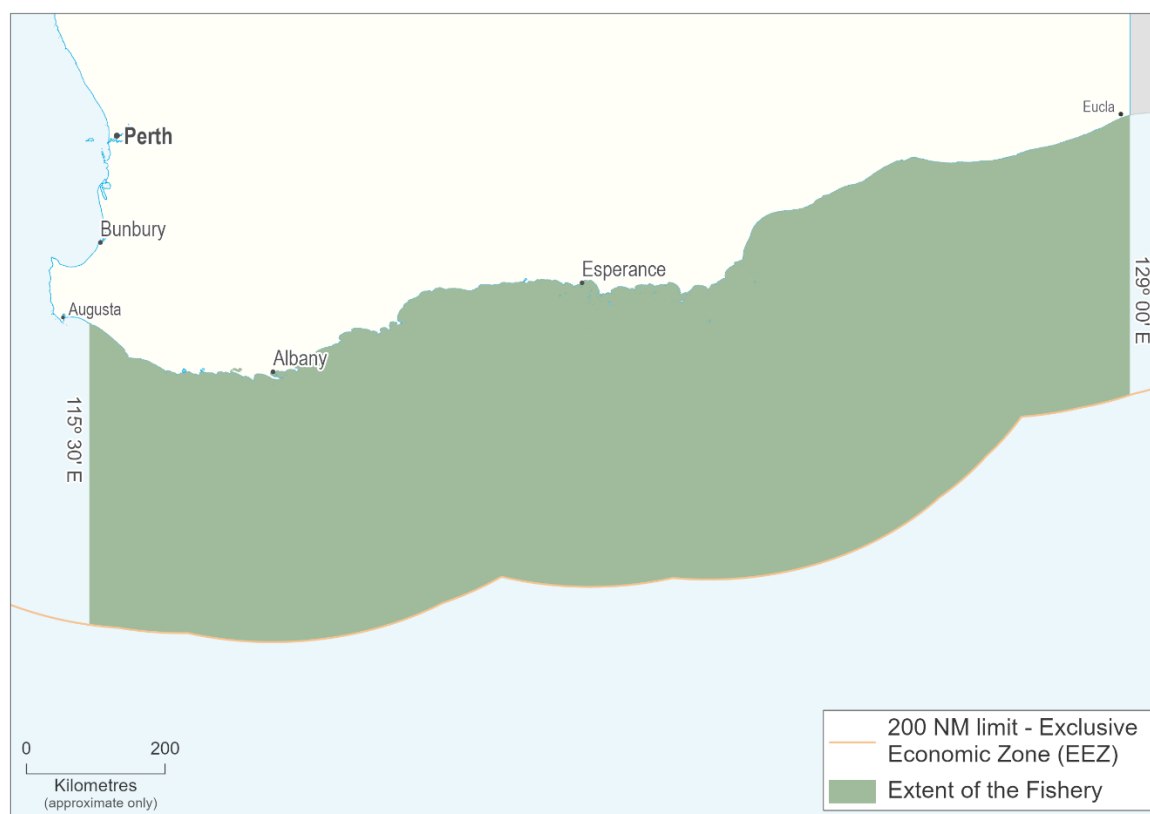 Eucla
Perth
Bunbury
Esperance
129° 00' E
Augusta
Albany
115° 30' E
200 NM limit - Exclusive
Economic Zone (EEZ)
Extent of the Fishery
0 200
Kilometres
(approximate only)